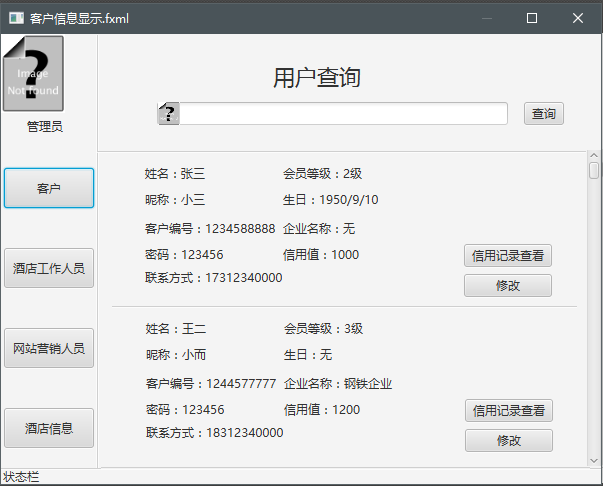 客户信息显示.fxml
?
Image
Not found
管理员
客户
酒店工作人员
网站营销人员
酒店信息
用户查询
? 查询
姓名：张三 会员等级：2级
昵称：小三 生日：1950/9/10
客户编号：1234588888 企业名称：无
密码：123456 信用值：1000 信用记录查看
联系方式：17312340000 修改
姓名：王二 会员等级：3级
昵称：小而 生日：无
客户编号：1244577777 企业名称：钢铁企业
密码：123456 信用值：1200 信用记录查看
联系方式：18312340000 修改
状态栏